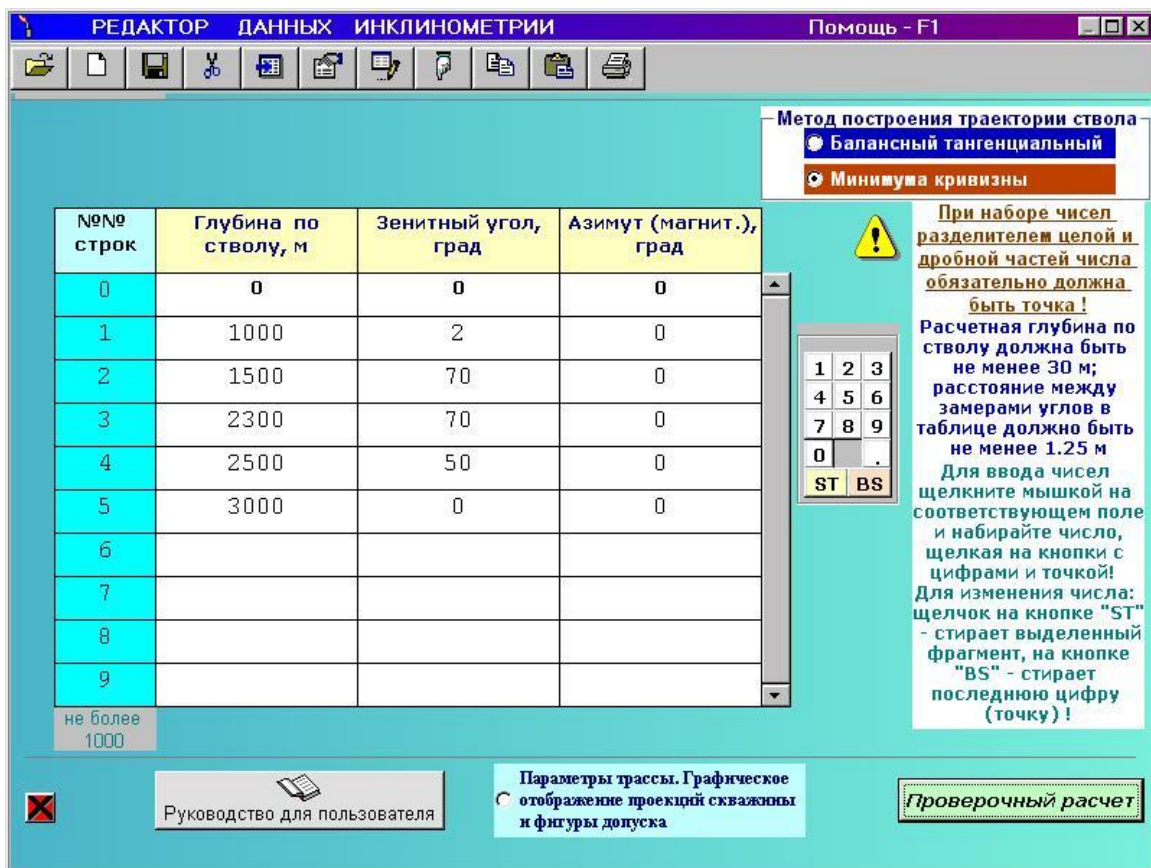 РЕДАКТОР ДАННЫХ ИНКЛИНОМЕТРИИ Помощь - F1
Метод построения траектории ствола
Балансный тангенциальный
Минимума кривизны
№№ строк Глубина по стволу, м Зенитный угол, град Азимут (магнит.), град
0 0 0 0
1 1000 2 0
2 1500 70 0
3 2300 70 0
4 2500 50 0
5 3000 0 0
6
7
8
9
не более
1000
1 2 3
4 5 6
7 8 9
0 .
ST BS
При наборе чисел
разделителем целой и
дробной частей числа
обязательно должна
быть точка !
Расчетная глубина по
стволу должна быть
не менее 30 м;
расстояние между
замерами углов в
таблице должно быть
не менее 1.25 м
Для ввода чисел
щелкните мышкой на
соответствующем поле
и набирайте число,
щелкая на кнопки с
цифрами и точкой!
Для изменения числа:
щелчок на кнопке "ST"
- стирает выделенный
фрагмент, на кнопке
"BS" - стирает
последнюю цифру
(точку) !
Руководство для пользователя
Параметры трассы. Графическое
отображение проекций скважины
и фигуры допуска
Проверочный расчет